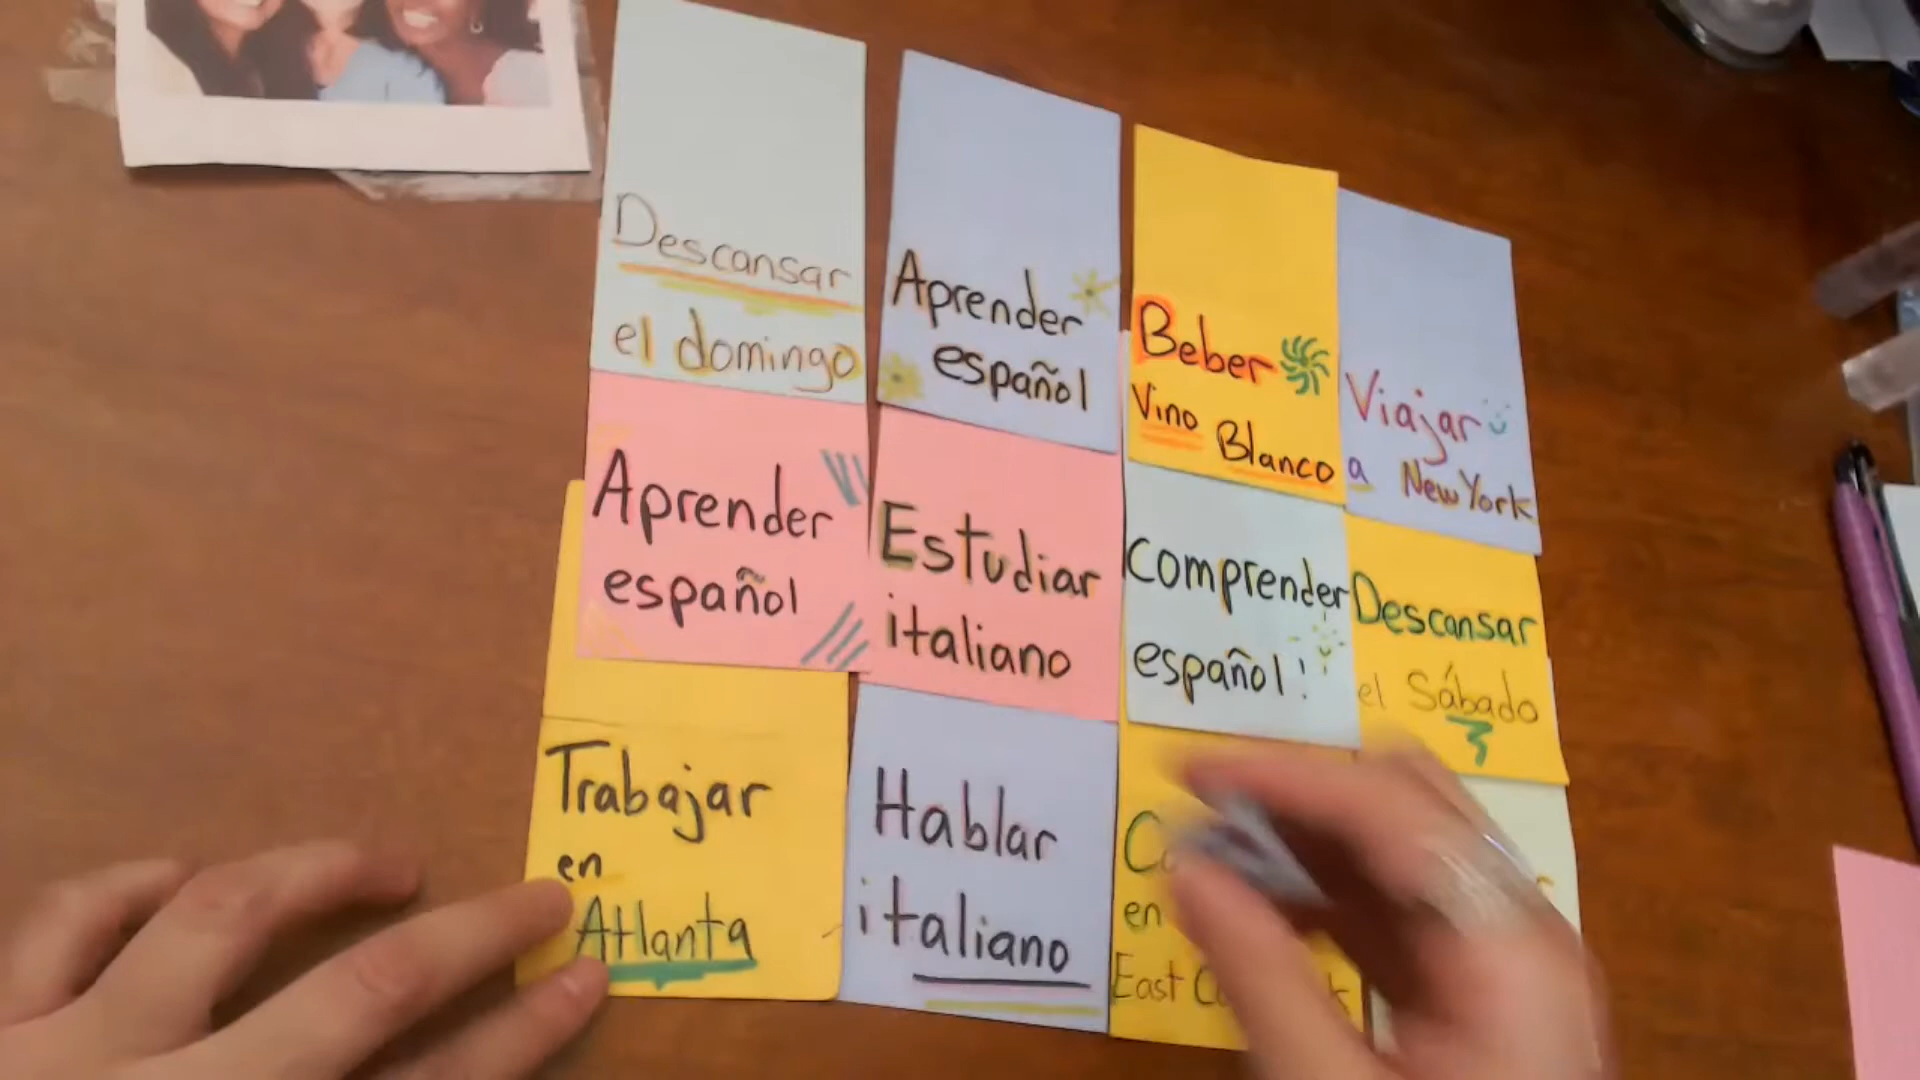 Descansar
el domingo
Aprender
español
Beber
Vino Blanco
Viajar
a New York
Aprender
español
Estudiar
italiano
Comprender
español!
Descansar
el Sábado
Trabajar
en
Atlanta
Hablar
italiano
en
East